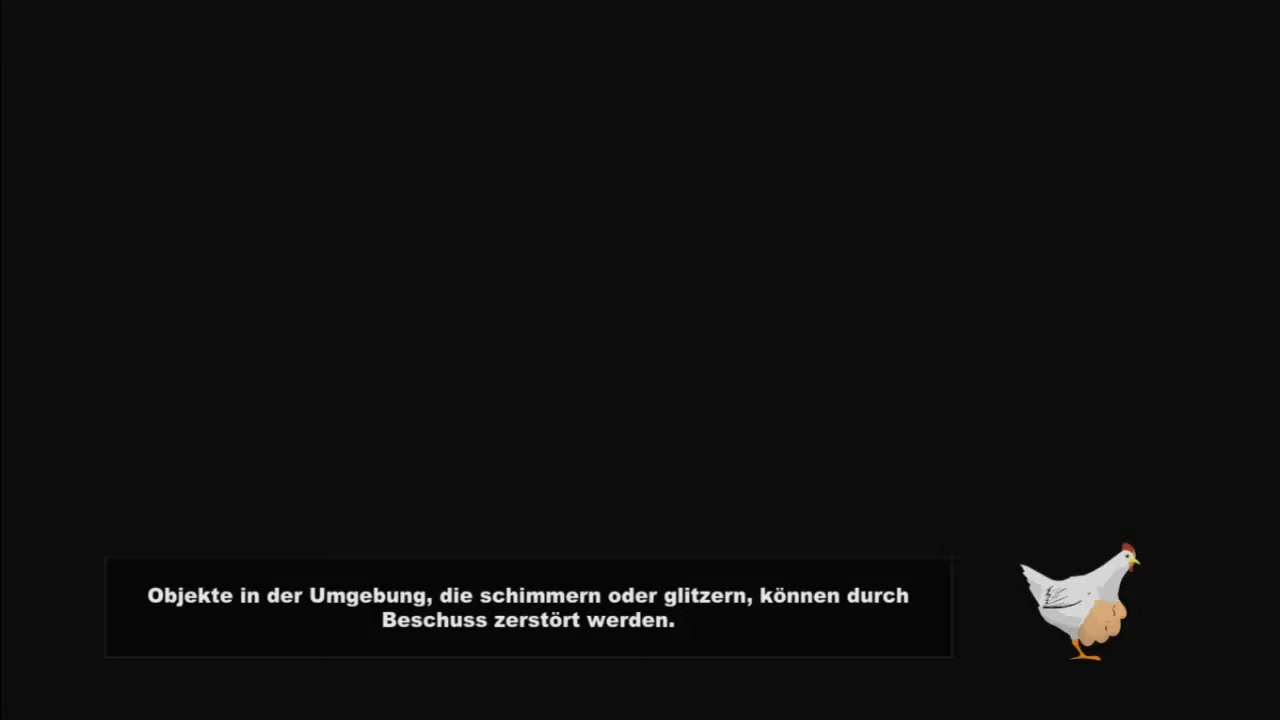 Objekte in der Umgebung, die schimmern oder glitzern, können durch
Beschuss zerstört werden.